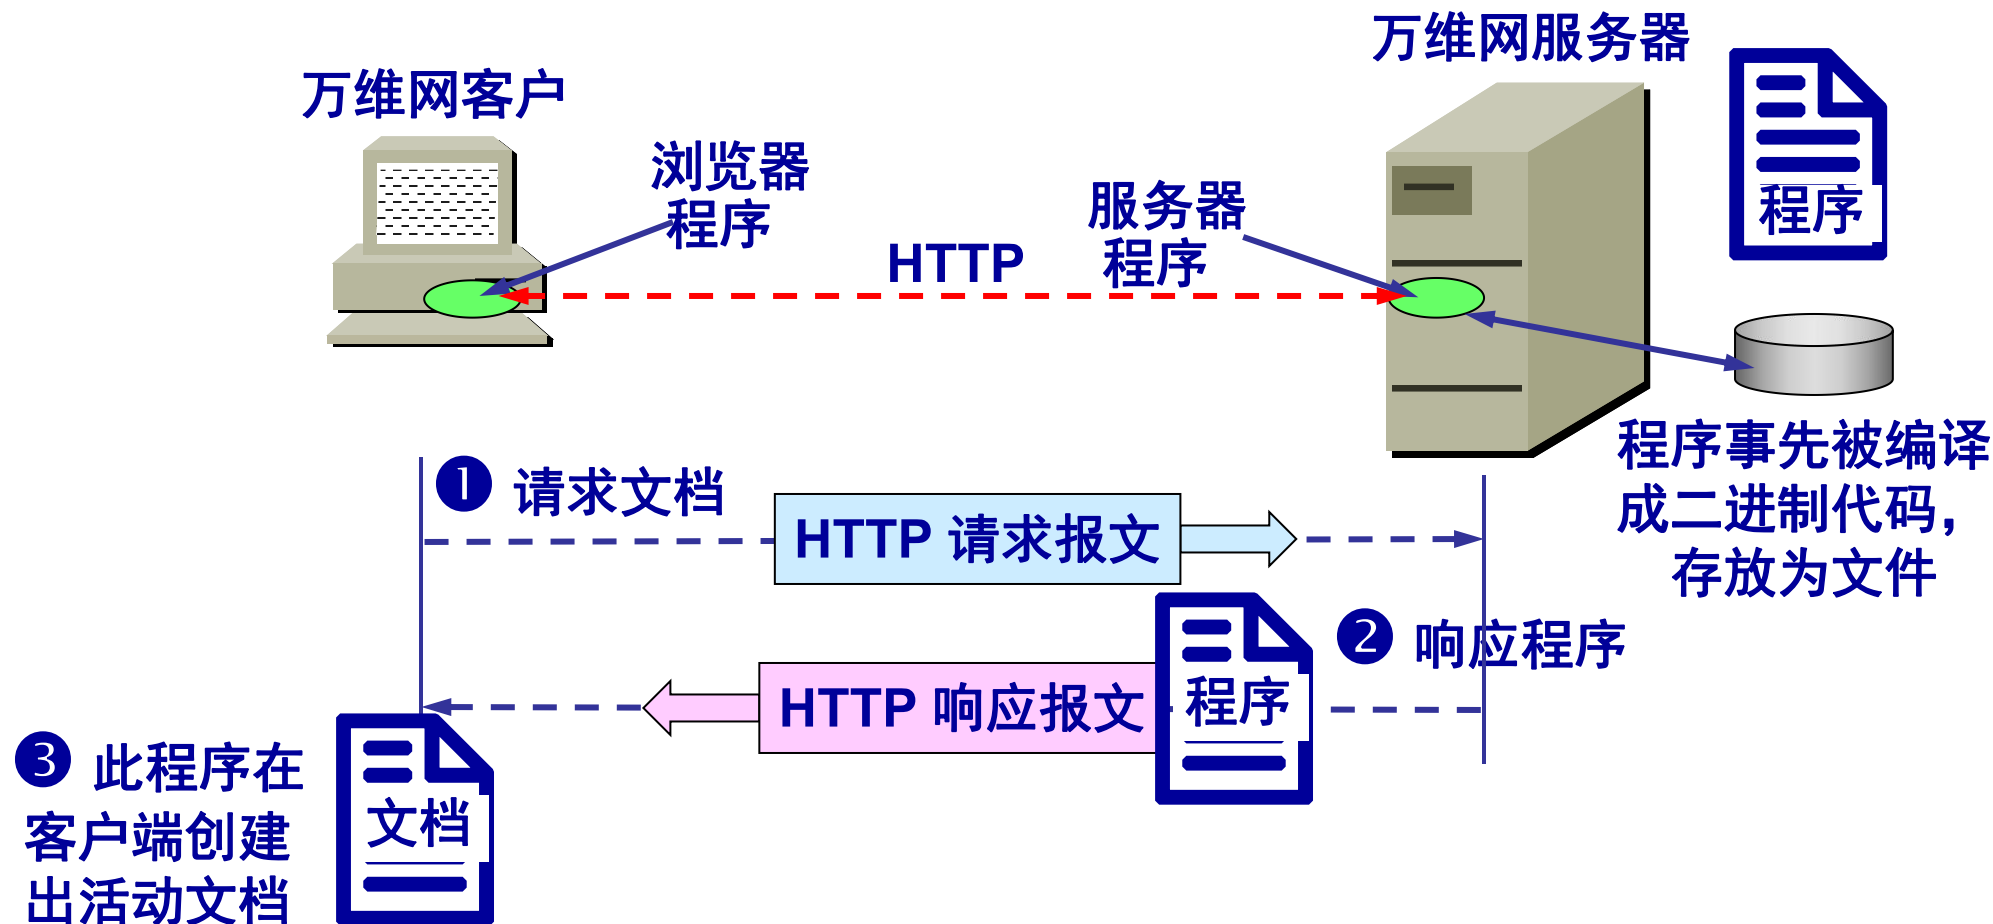 万维网服务器
万维网客户
浏览器
程序
服务器
程序
HTTP
程序
程序事先被编译
成二进制代码，
存放为文件
❶ 请求文档
HTTP 请求报文
❷ 响应程序
HTTP 响应报文
程序
❸ 此程序在
客户端创建
出活动文档
文档